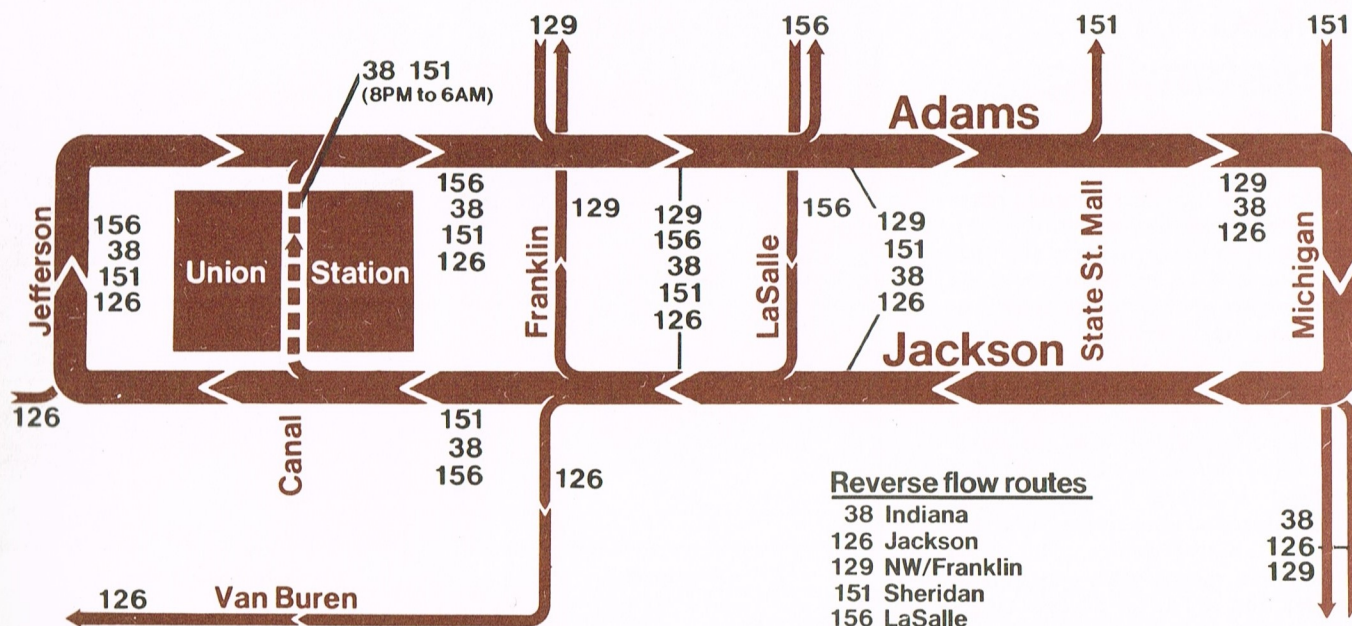 129
156
151
151
38 151
(8PM to 6AM)
Adams
156
38
151
126
129
129
156
38
151
126
156
129
151
38
126
129
38
126
Jefferson
156
38
151
126
Union
Station
Franklin
LaSalle
State St. Mall
Michigan
Jackson
126
Canal
151
38
156
126
126
Van Buren
Reverse flow routes
38 Indiana
126 Jackson
129 NW/Franklin
151 Sheridan
156 LaSalle
38
126
129